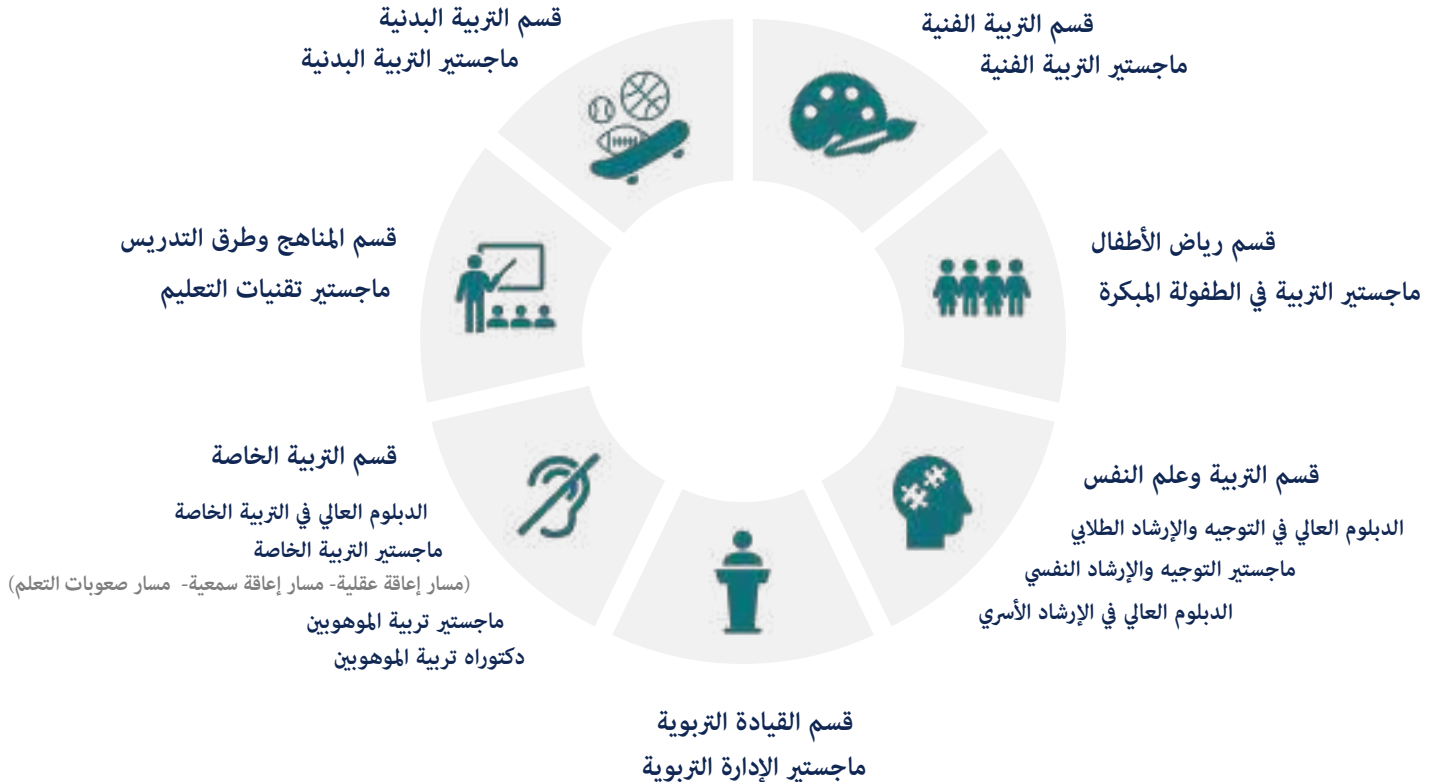 قسم التربية الفنية
ماجستير التربية الفنية
قسم التربية البدنية
ماجستير التربية البدنية
قسم رياض الأطفال
ماجستير التربية في الطفولة المبكرة
قسم المناهج وطرق التدريس
ماجستير تقنيات التعليم
قسم التربية وعلم النفس
الدبلوم العالي في التوجيه والإرشاد الطلابي
ماجستير التوجيه والإرشاد النفسي
الدبلوم العالي في الإرشاد الأسري
قسم التربية الخاصة
الدبلوم العالي في التربية الخاصة
ماجستير التربية الخاصة
(مسار إعاقة عقلية- مسار إعاقة سمعية- مسار صعوبات التعلم)
ماجستير تربية الموهوبين
دكتوراه تربية الموهوبين
قسم القيادة التربوية
ماجستير الإدارة التربوية